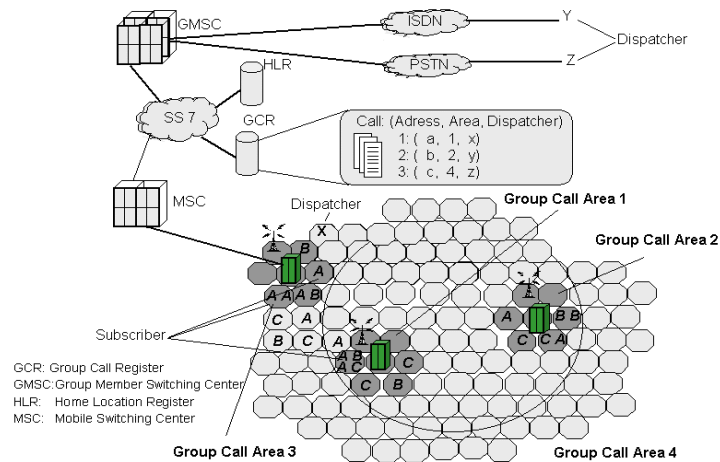 GMSC
ISDN
Y
Dispatcher
PSTN
Z
HLR
SS 7
GCR
Call: (Adress, Area, Dispatcher)
1: ( a, 1, x)
2: ( b, 2, y)
3: ( c, 4, z)
MSC
Dispatcher
Group Call Area 1
X
Group Call Area 2
B
A
A A A B
C A
A
B B
Subscriber
B C A
C
C A
A B
A C
C
C B
GCR: Group Call Register
GMSC:Group Member Switching Center
HLR: Home Location Register
MSC: Mobile Switching Center
Group Call Area 3
Group Call Area 4